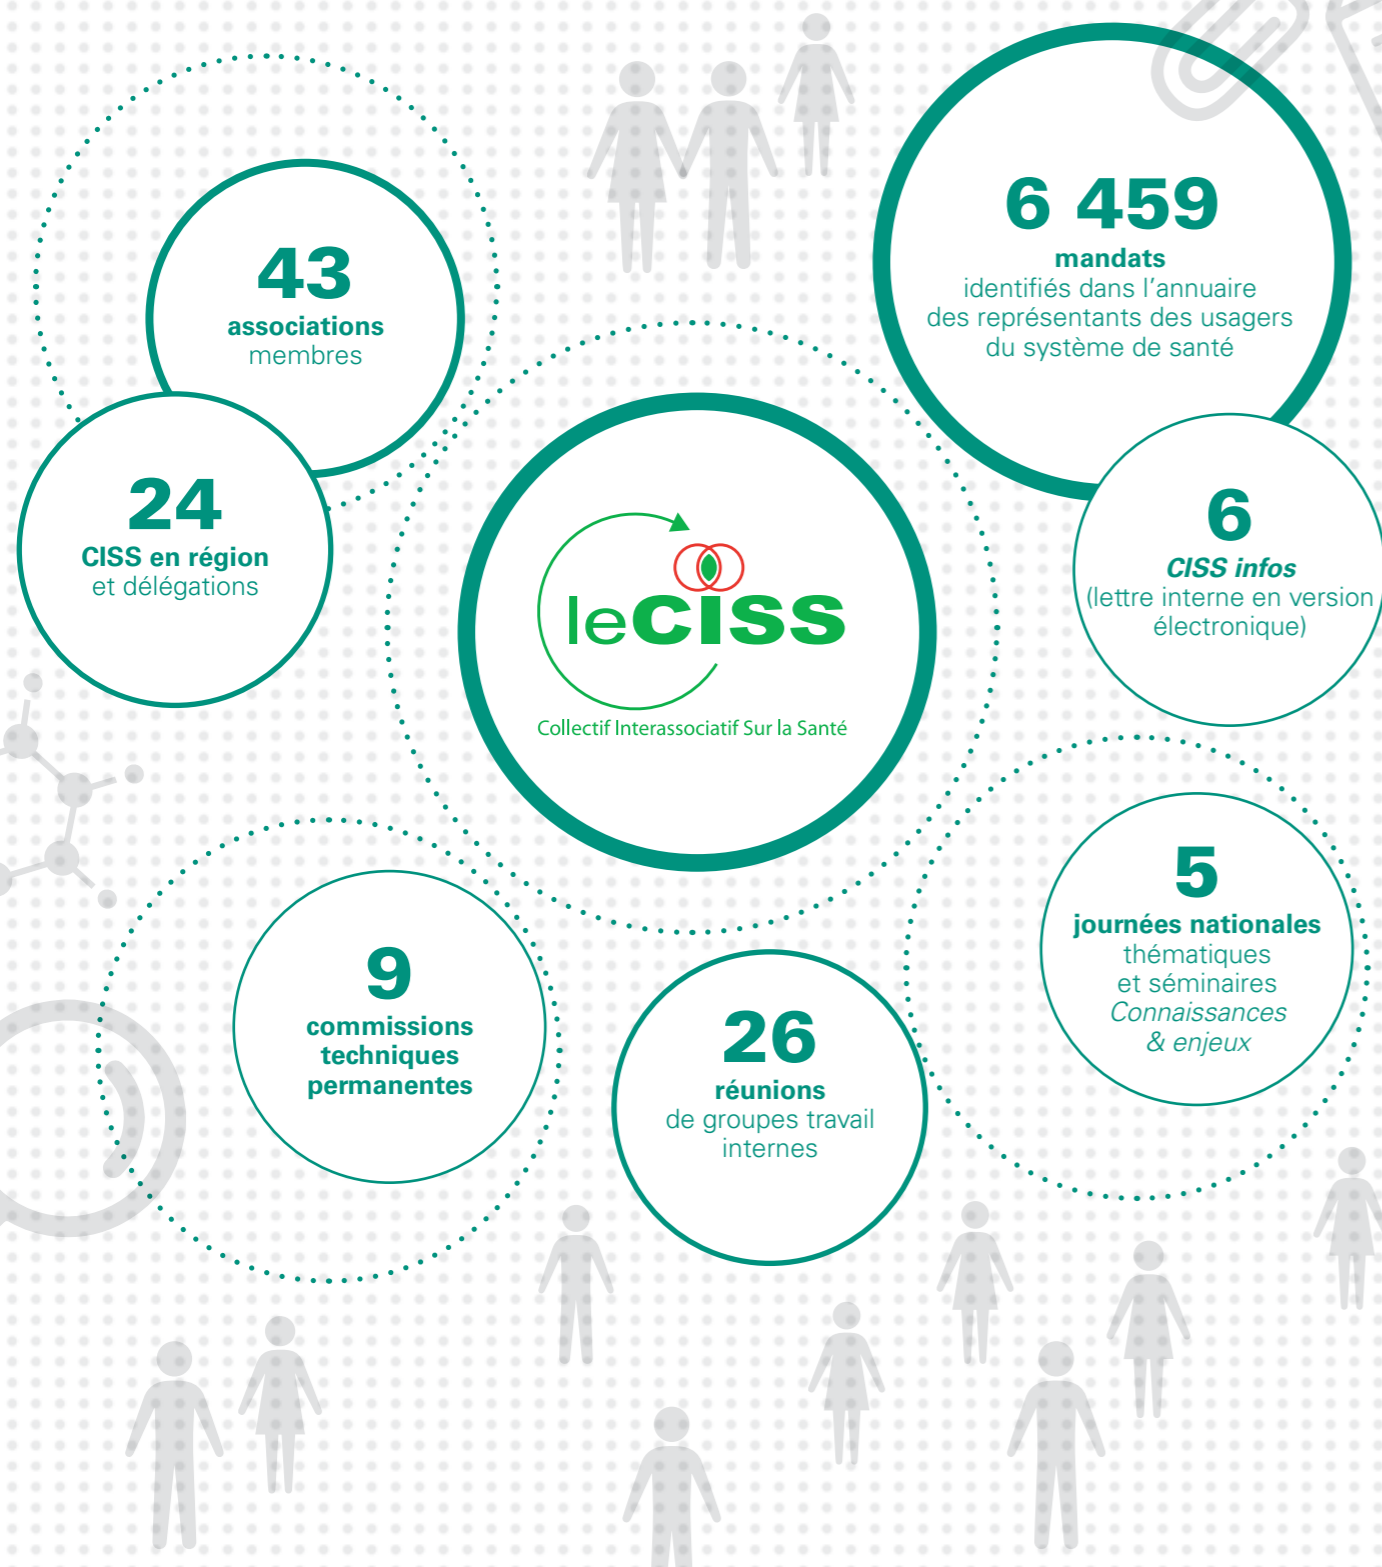 43
associations
membres
24
CISS en région
et délégations
6 459
mandats
identifiés dans l'annuaire
des représentants des usagers
du système de santé
6
CISS infos
(lettre interne en version
électronique)
leCISS
Collectif Interassociatif Sur la Santé
5
journées nationales
thématiques
et séminaires
Connaissances
& enjeux
9
commissions
techniques
permanentes
26
réunions
de groupes travail
internes